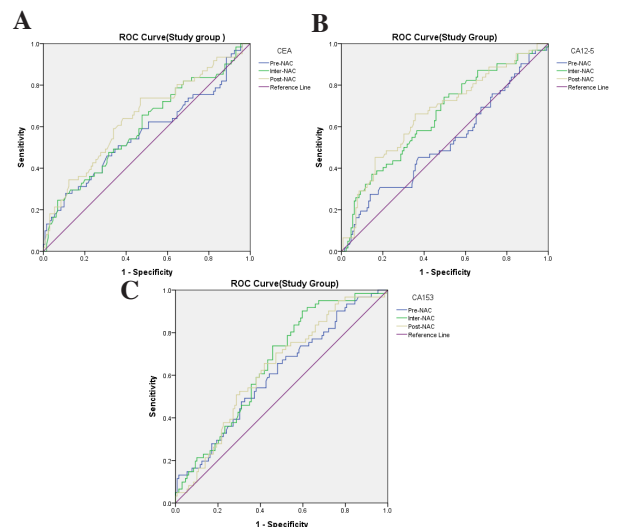 A
ROC Curve(Study group )
CEA
Pre-NAC
Inter-NAC
Post-NAC
Reference Line
Sensitivity
1.0
0.8
0.6
0.4
0.2
0.0
0.0 0.2 0.4 0.6 0.8 1.0
1 - Specificity
B
ROC Curve(Study Group)
CA12-5
Pre-NAC
Inter-NAC
Post-NAC
Reference Line
Sensitivity
1.0
0.8
0.6
0.4
0.2
0.0
0.0 0.2 0.4 0.6 0.8 1.0
1 - Specificity
C
ROC Curve(Study Group)
CA153
Pre-NAC
Inter-NAC
Post-NAC
Reference Line
Sensitivity
1.0
0.8
0.6
0.4
0.2
0.0
0.0 0.2 0.4 0.6 0.8 1.0
1 - Specificity